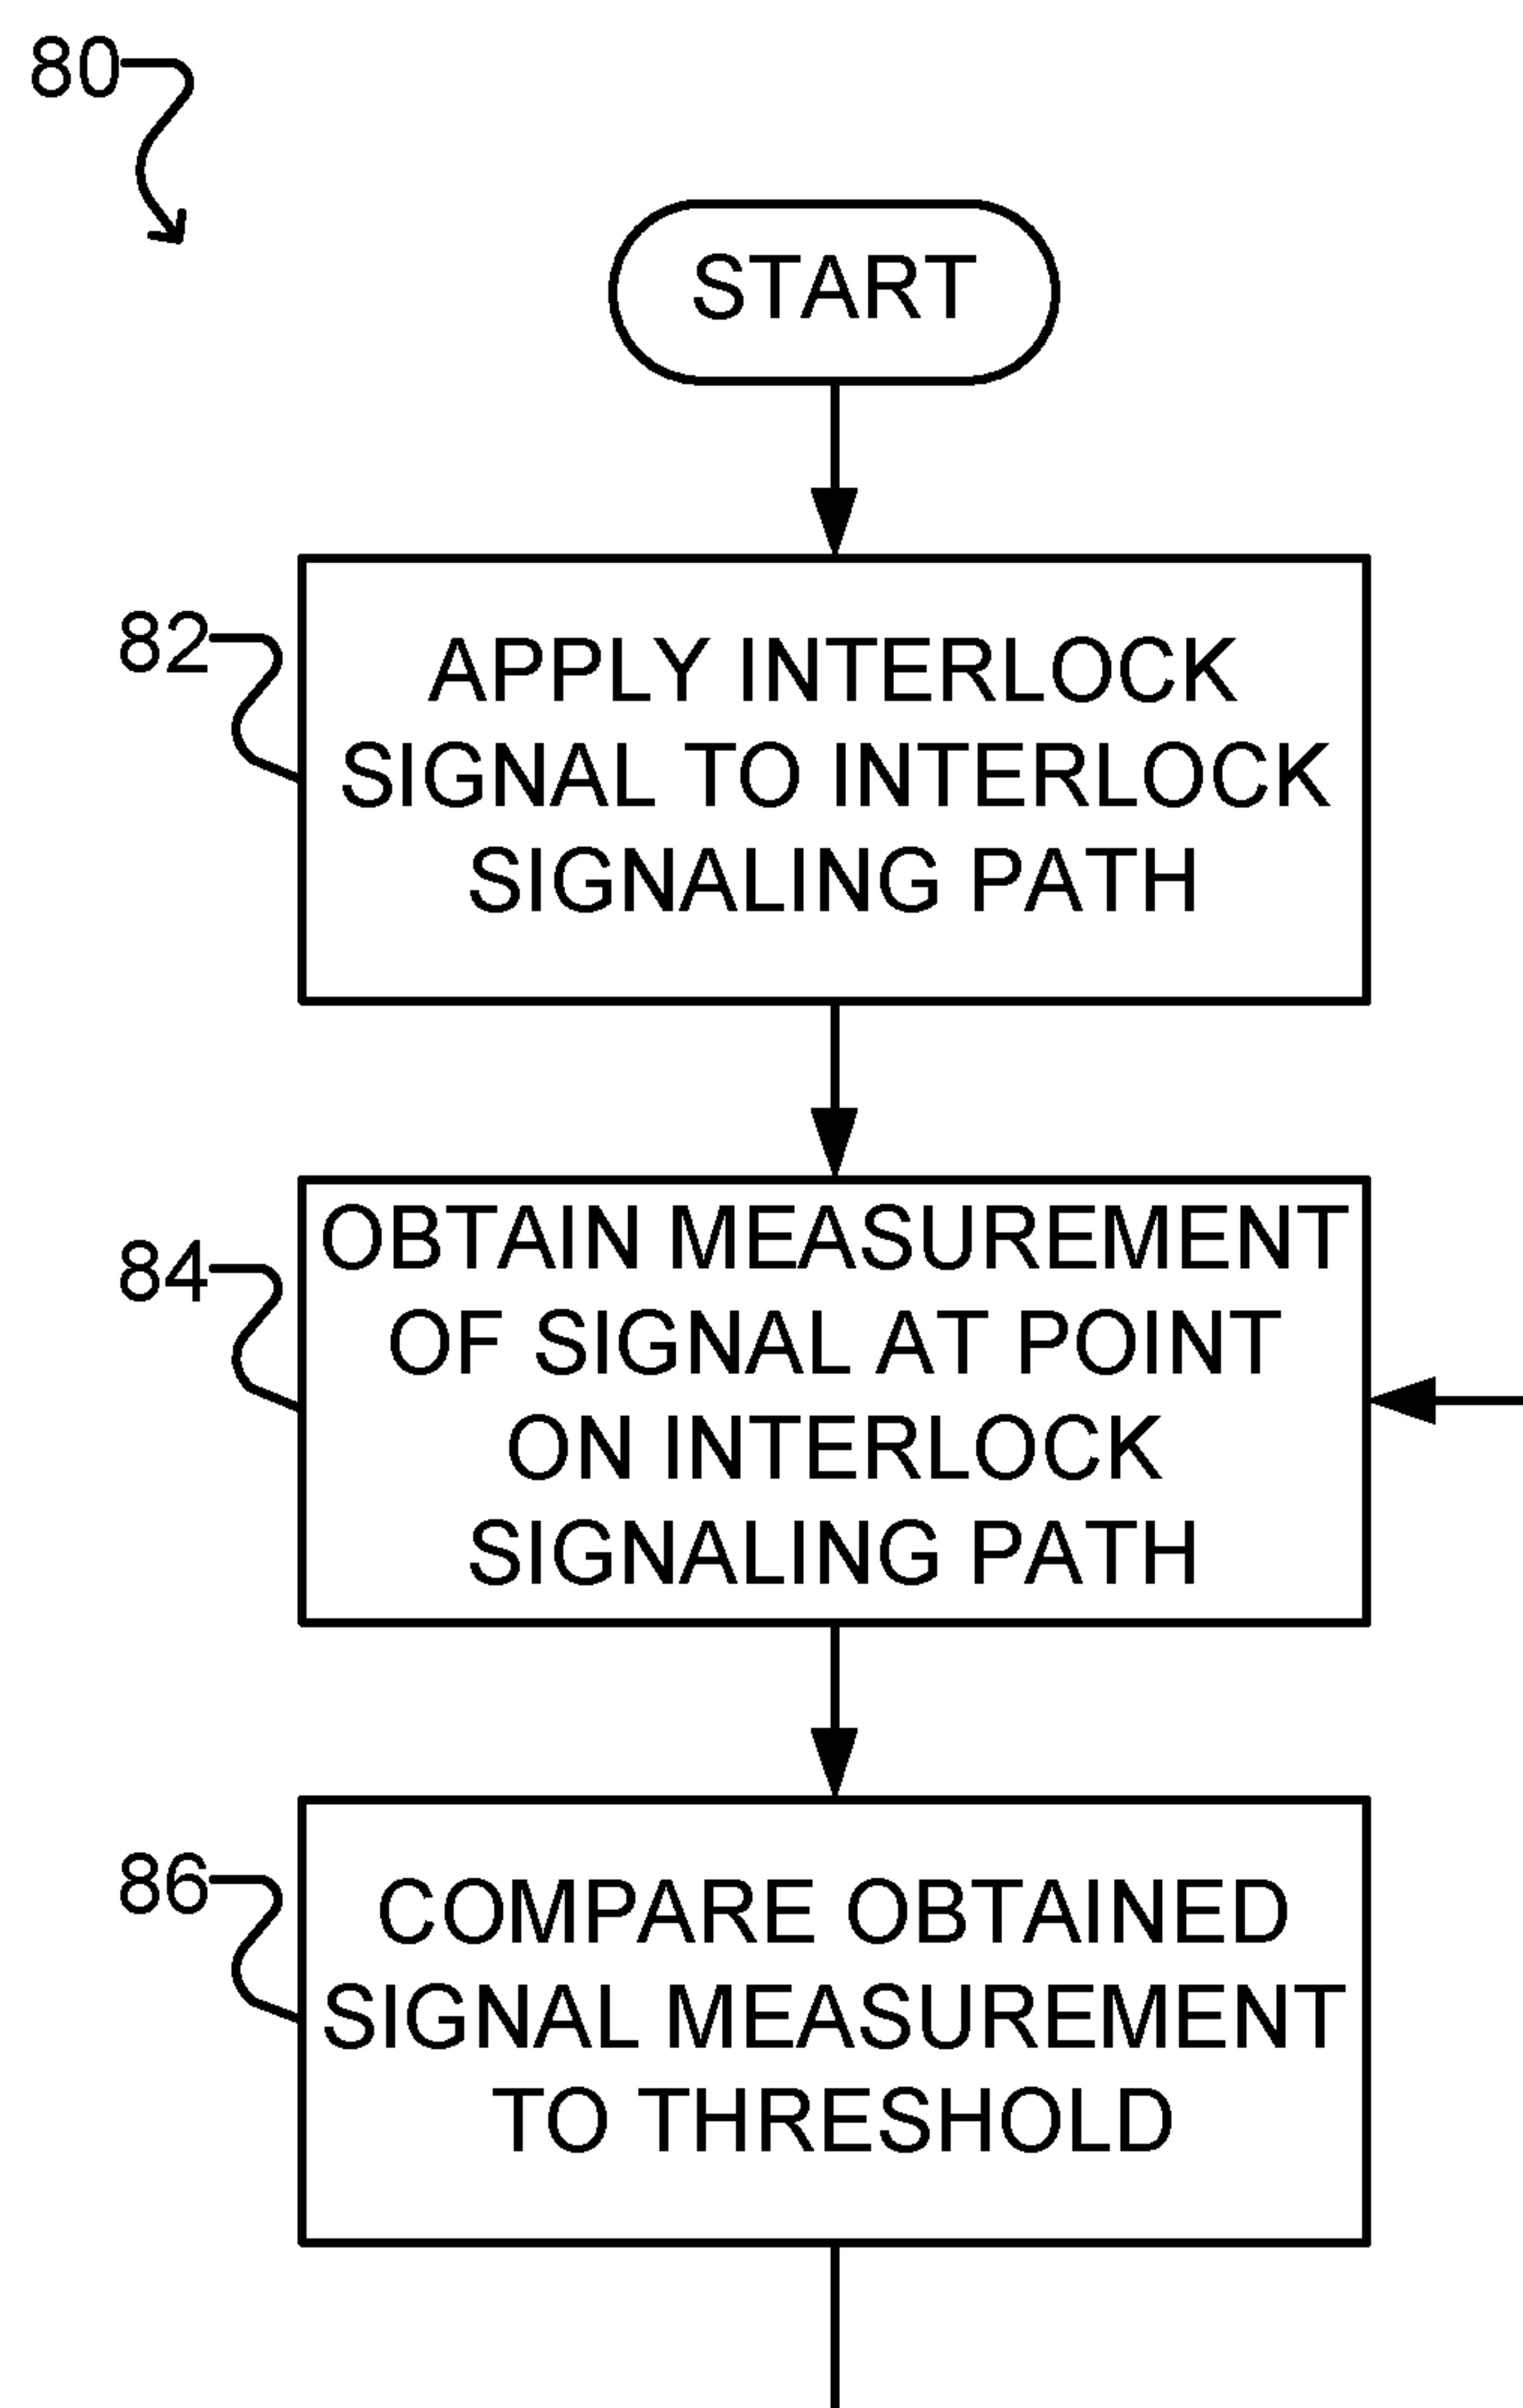 80
START
82
APPLY INTERLOCK
SIGNAL TO INTERLOCK
SIGNALING PATH
84
OBTAIN MEASUREMENT
OF SIGNAL AT POINT
ON INTERLOCK
SIGNALING PATH
86
COMPARE OBTAINED
SIGNAL MEASUREMENT
TO THRESHOLD